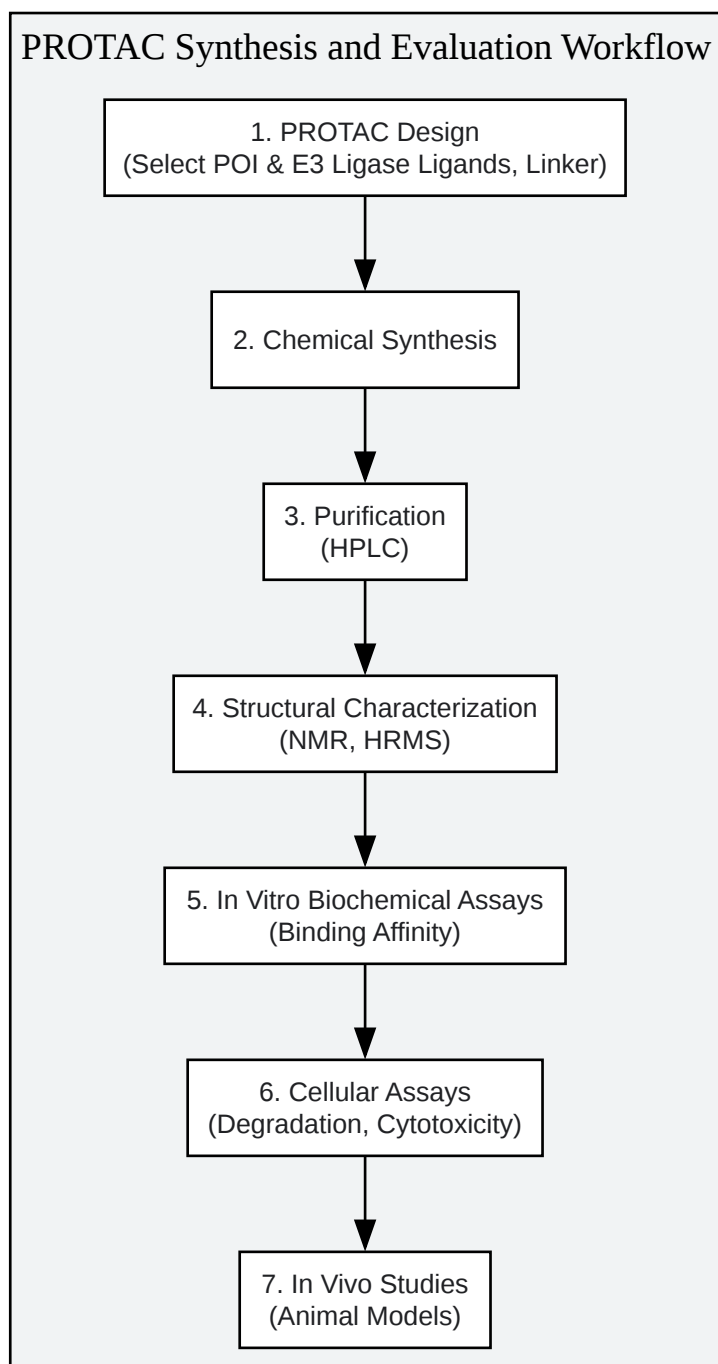 PROTAC Synthesis and Evaluation Workflow
1. PROTAC Design
(Select POI & E3 Ligase Ligands, Linker)
2. Chemical Synthesis
3. Purification
(HPLC)
4. Structural Characterization
(NMR, HRMS)
5. In Vitro Biochemical Assays
(Binding Affinity)
6. Cellular Assays
(Degradation, Cytotoxicity)
7. In Vivo Studies
(Animal Models)